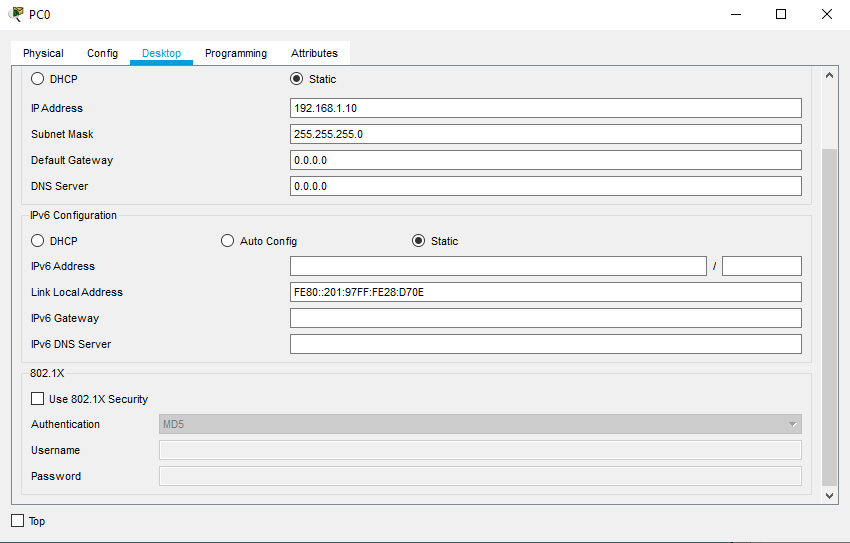 PC0
Physical Config Desktop Programming Attributes
DHCP Static
IP Address 192.168.1.10
Subnet Mask 255.255.255.0
Default Gateway 0.0.0.0
DNS Server 0.0.0.0
IPv6 Configuration
DHCP Auto Config Static
IPv6 Address /
Link Local Address FE80::201:97FF:FE28:D70E
IPv6 Gateway
IPv6 DNS Server
802.1X
Use 802.1X Security
Authentication MD5
Username
Password
Top